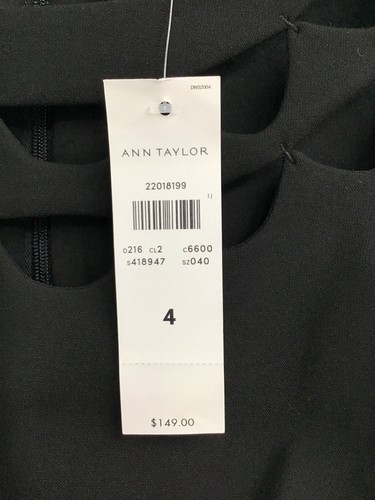 DN02004
ANN TAYLOR
22018199
D216 CL2 C6600
S418947 SZ040
4
$149.00